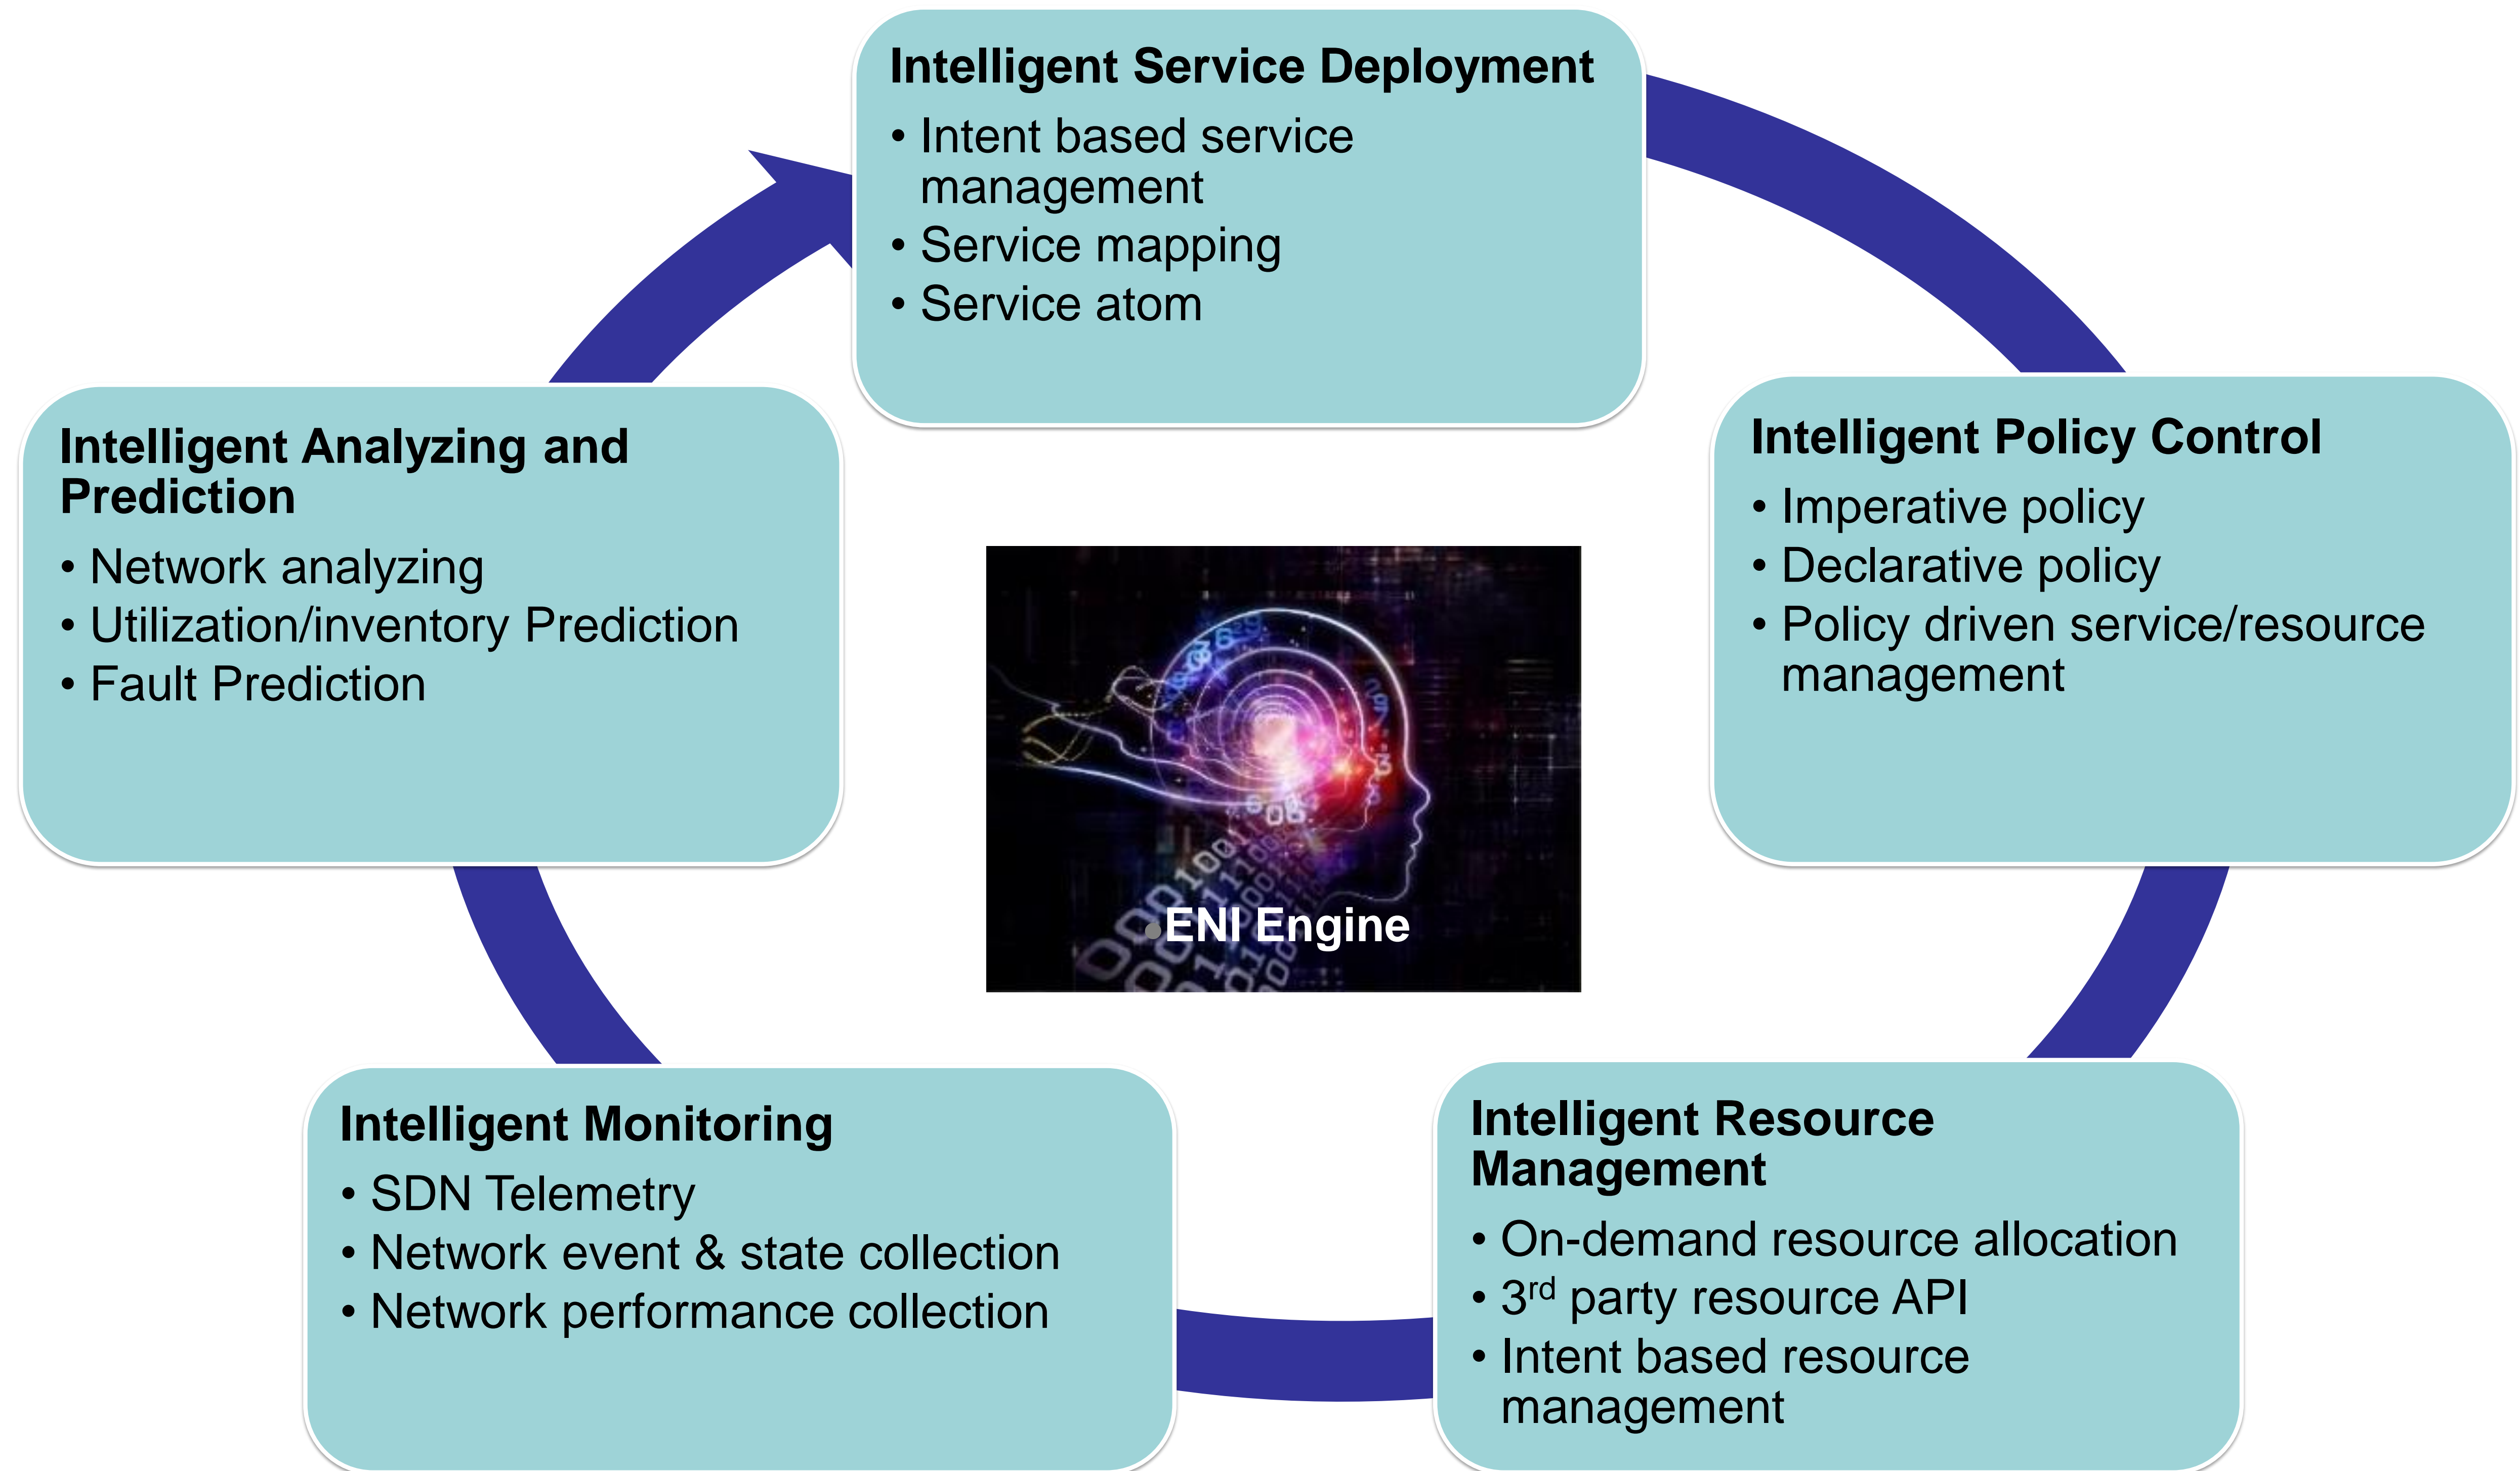 Intelligent Service Deployment
• Intent based service
management
• Service mapping
• Service atom
Intelligent Policy Control
• Imperative policy
• Declarative policy
• Policy driven service/resource
management
Intelligent Resource
Management
• On-demand resource allocation
• 3rd party resource API
• Intent based resource
management
Intelligent Monitoring
• SDN Telemetry
• Network event & state collection
• Network performance collection
Intelligent Analyzing and
Prediction
• Network analyzing
• Utilization/inventory Prediction
• Fault Prediction
• ENI Engine